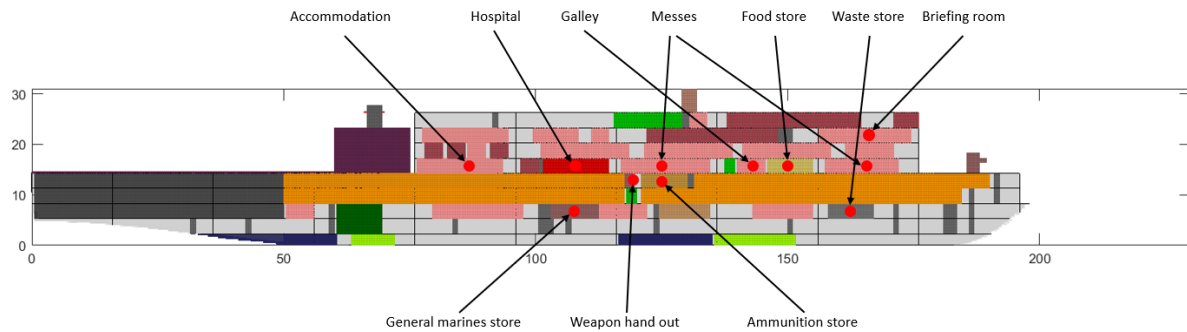 Accommodation Hospital Galley Messes Food store Waste store Briefing room
30
20
10
0
0 50 100 150 200
General marines store Weapon hand out Ammunition store